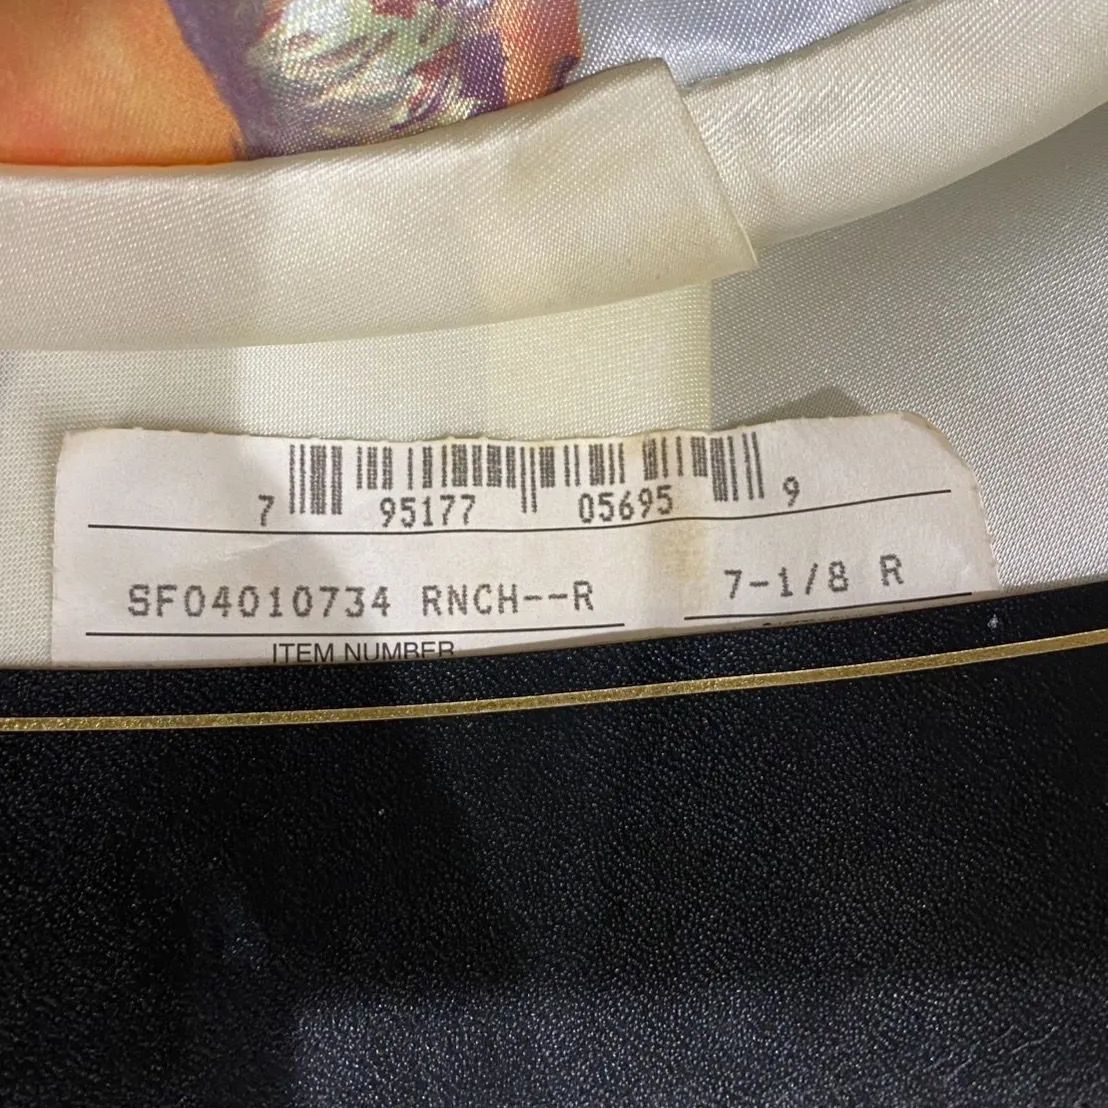 7 95177 05695 9
SF04010734 RNCH--R 7-1/8 R
ITEM NUMBER